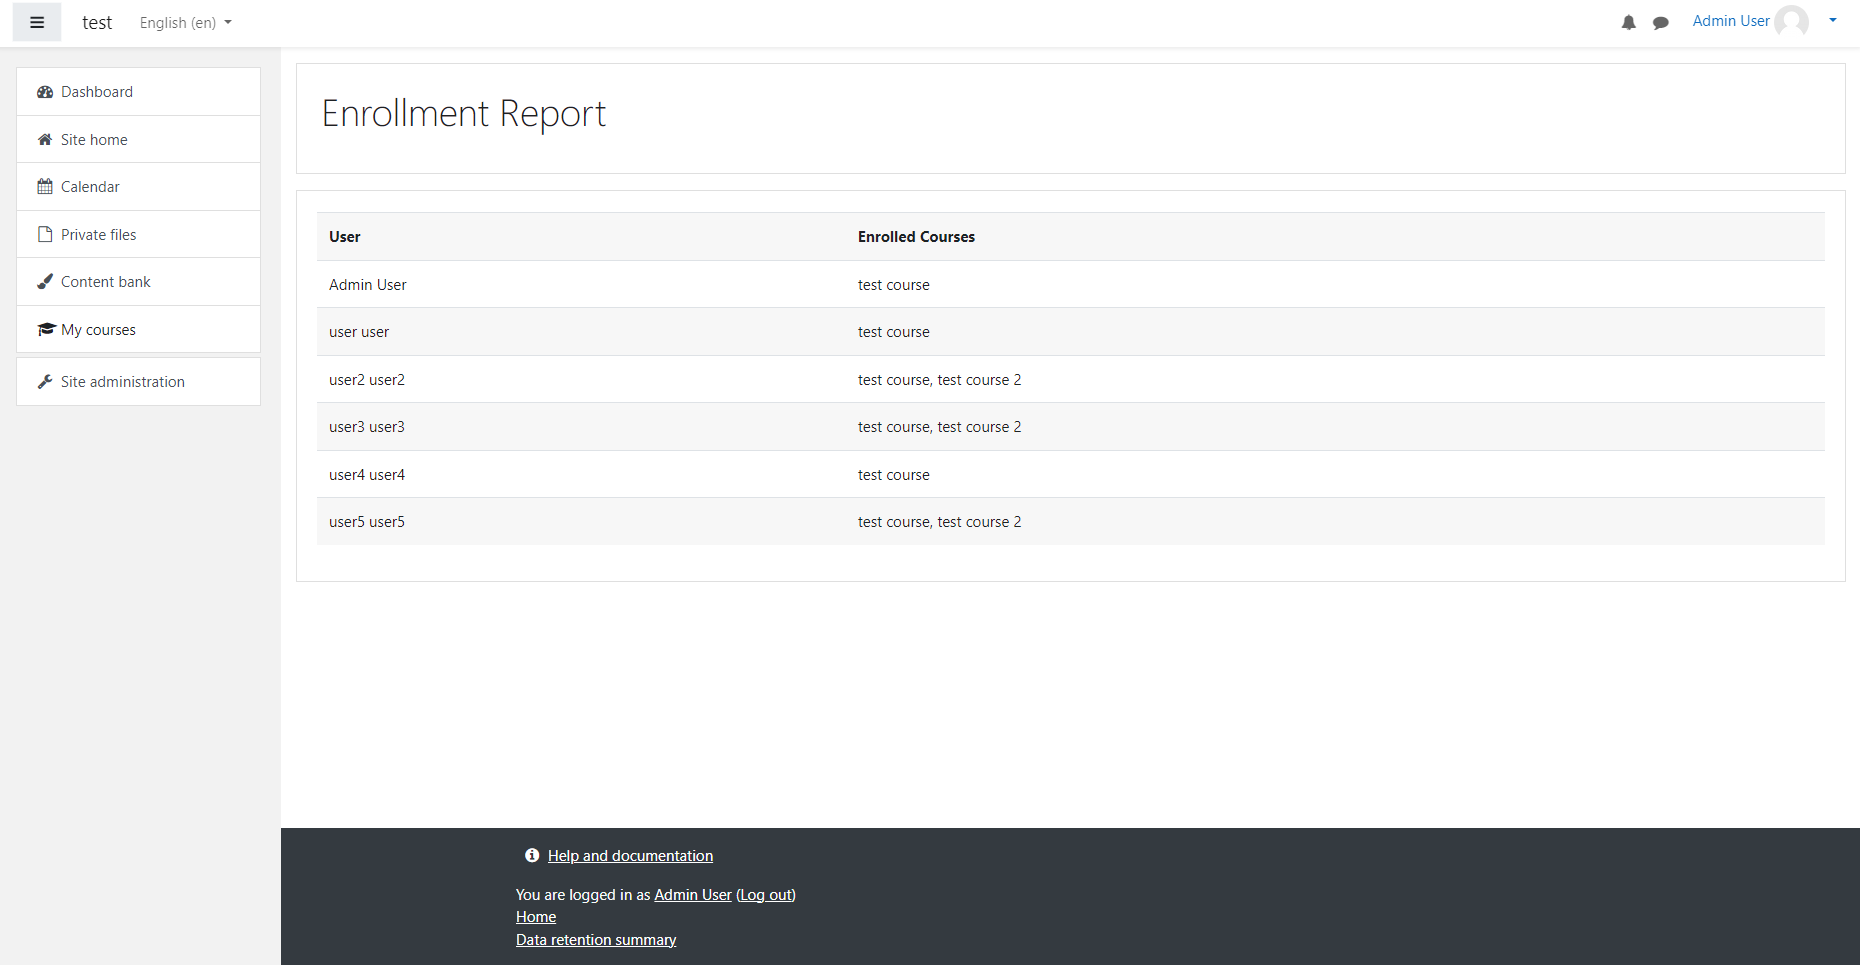 test English (en)
Admin User
Dashboard
Site home
Calendar
Private files
Content bank
My courses
Site administration
Enrollment Report
User Enrolled Courses
Admin User test course
user user test course
user2 user2 test course, test course 2
user3 user3 test course, test course 2
user4 user4 test course
user5 user5 test course, test course 2
Help and documentation
You are logged in as Admin User (Log out)
Home
Data retention summary